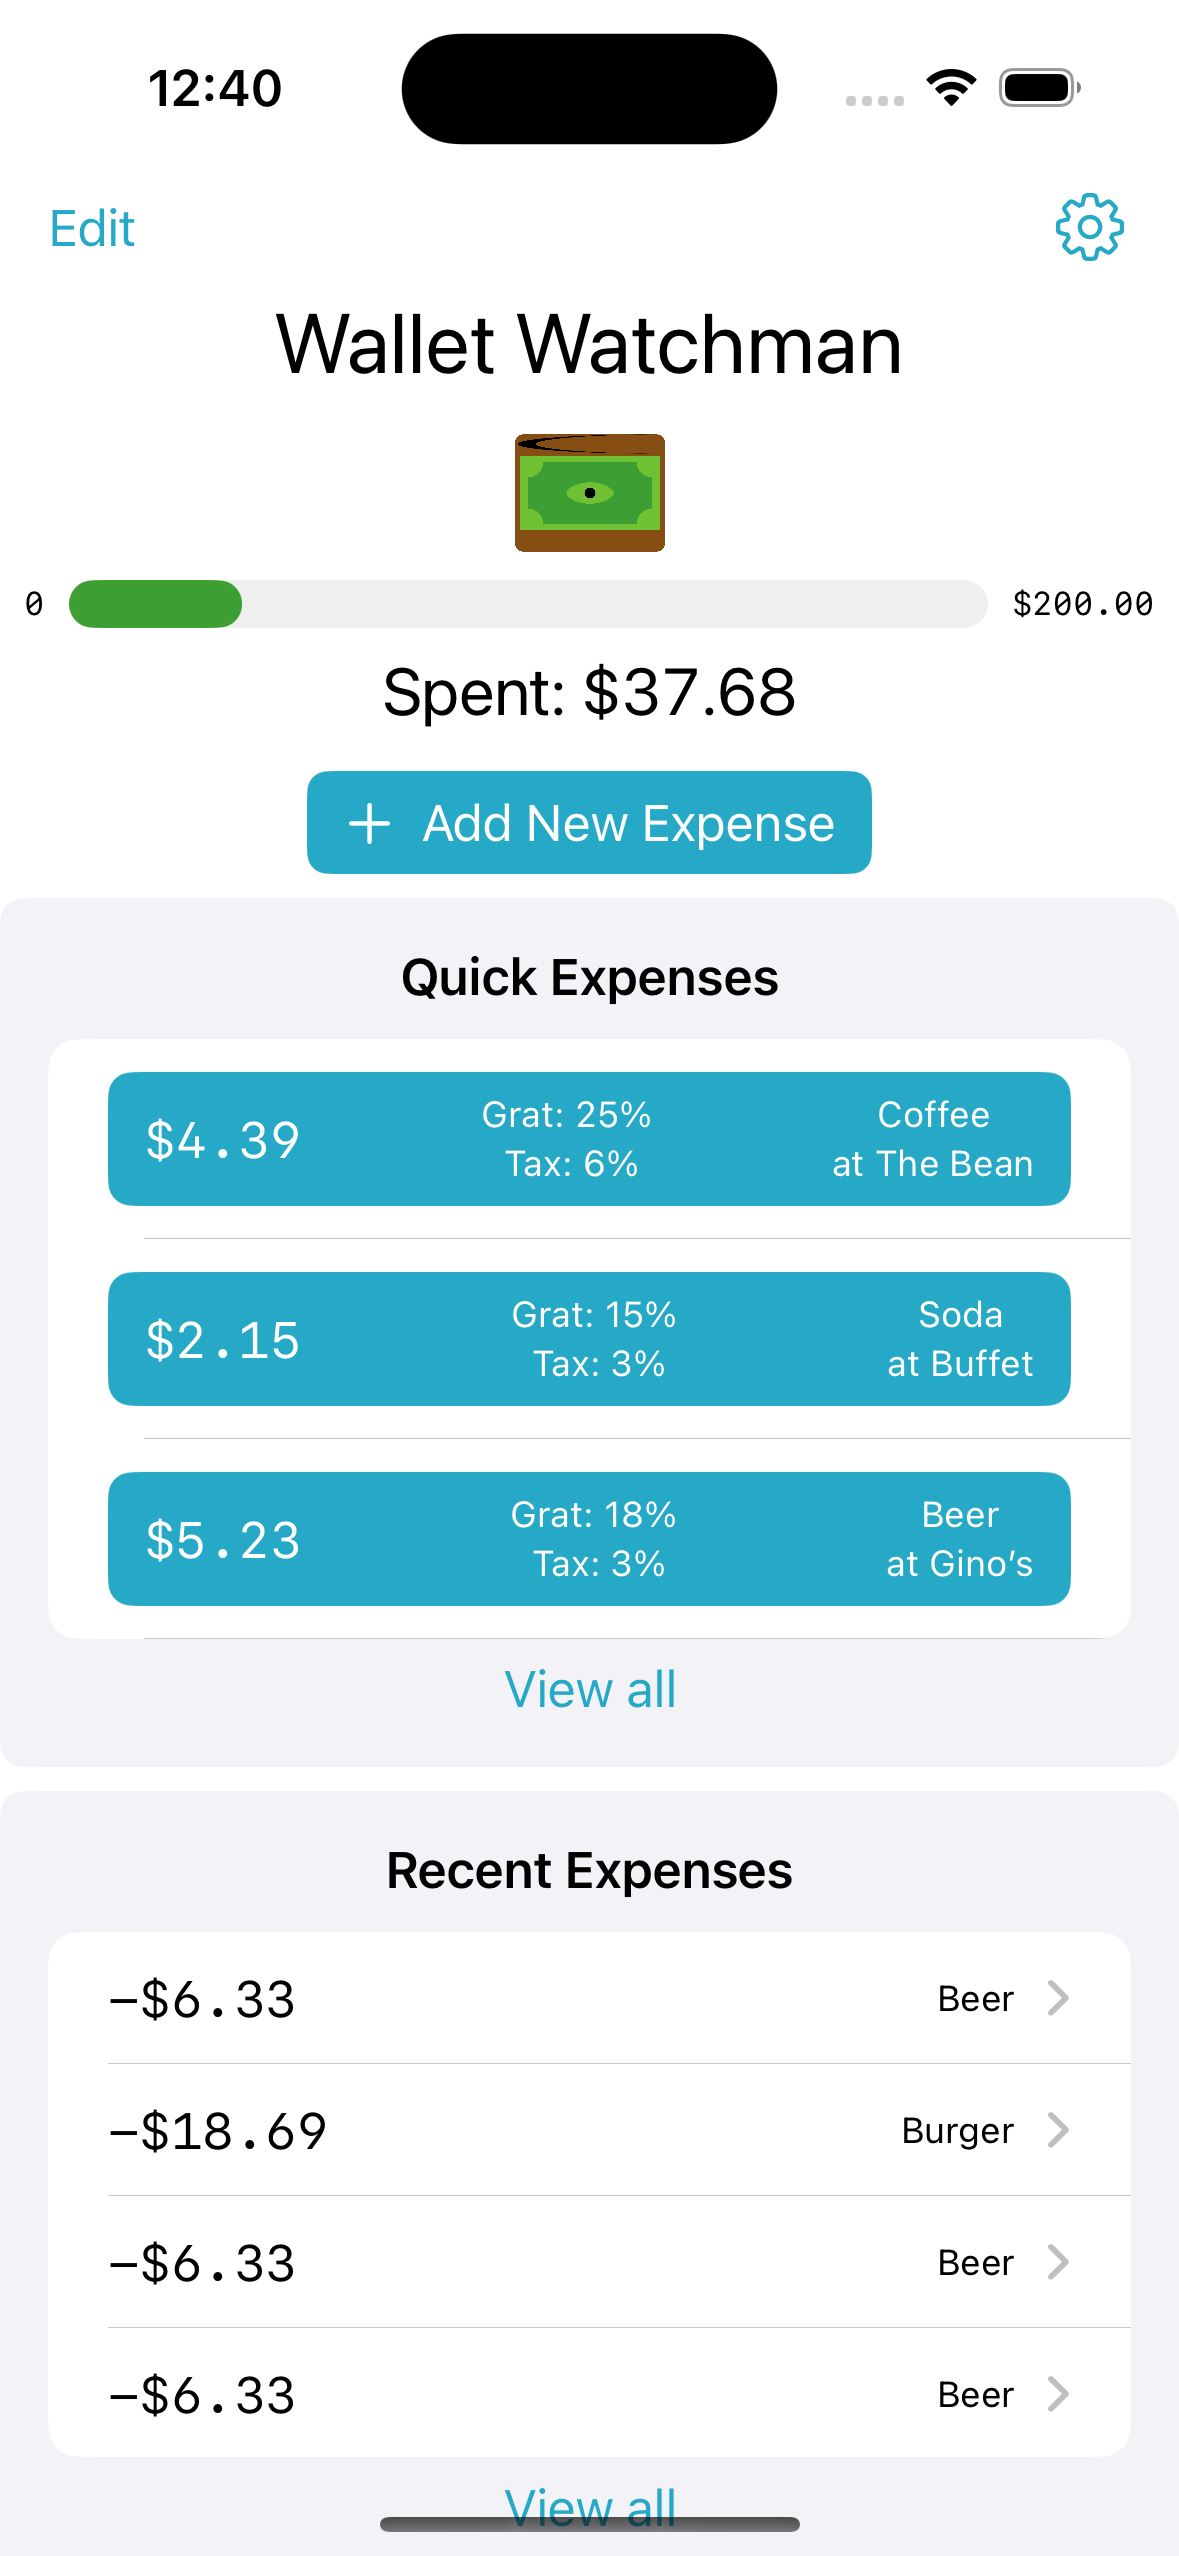 12:40
Edit
Wallet Watchman
0 $200.00
Spent: $37.68
+ Add New Expense
Quick Expenses
$4.39
Grat: 25%
Tax: 6%
Coffee
at The Bean
$2.15
Grat: 15%
Tax: 3%
Soda
at Buffet
$5.23
Grat: 18%
Tax: 3%
Beer
at Gino’s
View all
Recent Expenses
–$6.33 Beer
–$18.69 Burger
–$6.33 Beer
–$6.33 Beer
View all